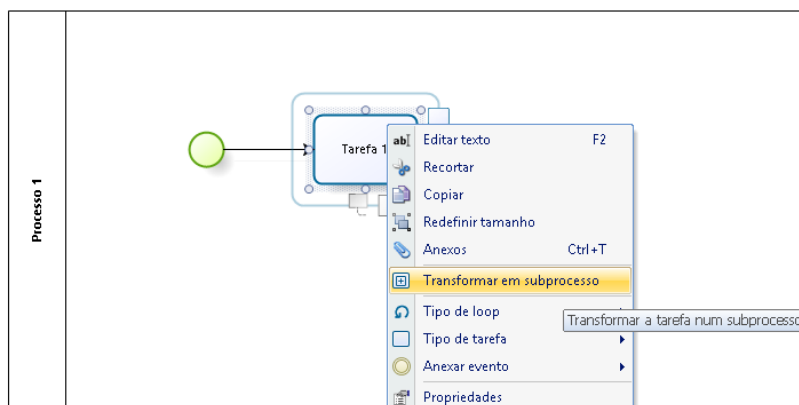 Processo 1
Tarefa 1
Editar texto F2
Recortar
Copiar
Redefinir tamanho
Anexos Ctrl+T
Transformar em subprocesso
Tipo de loop
Transformar a tarefa num subprocesso
Tipo de tarefa
Anexar evento
Propriedades